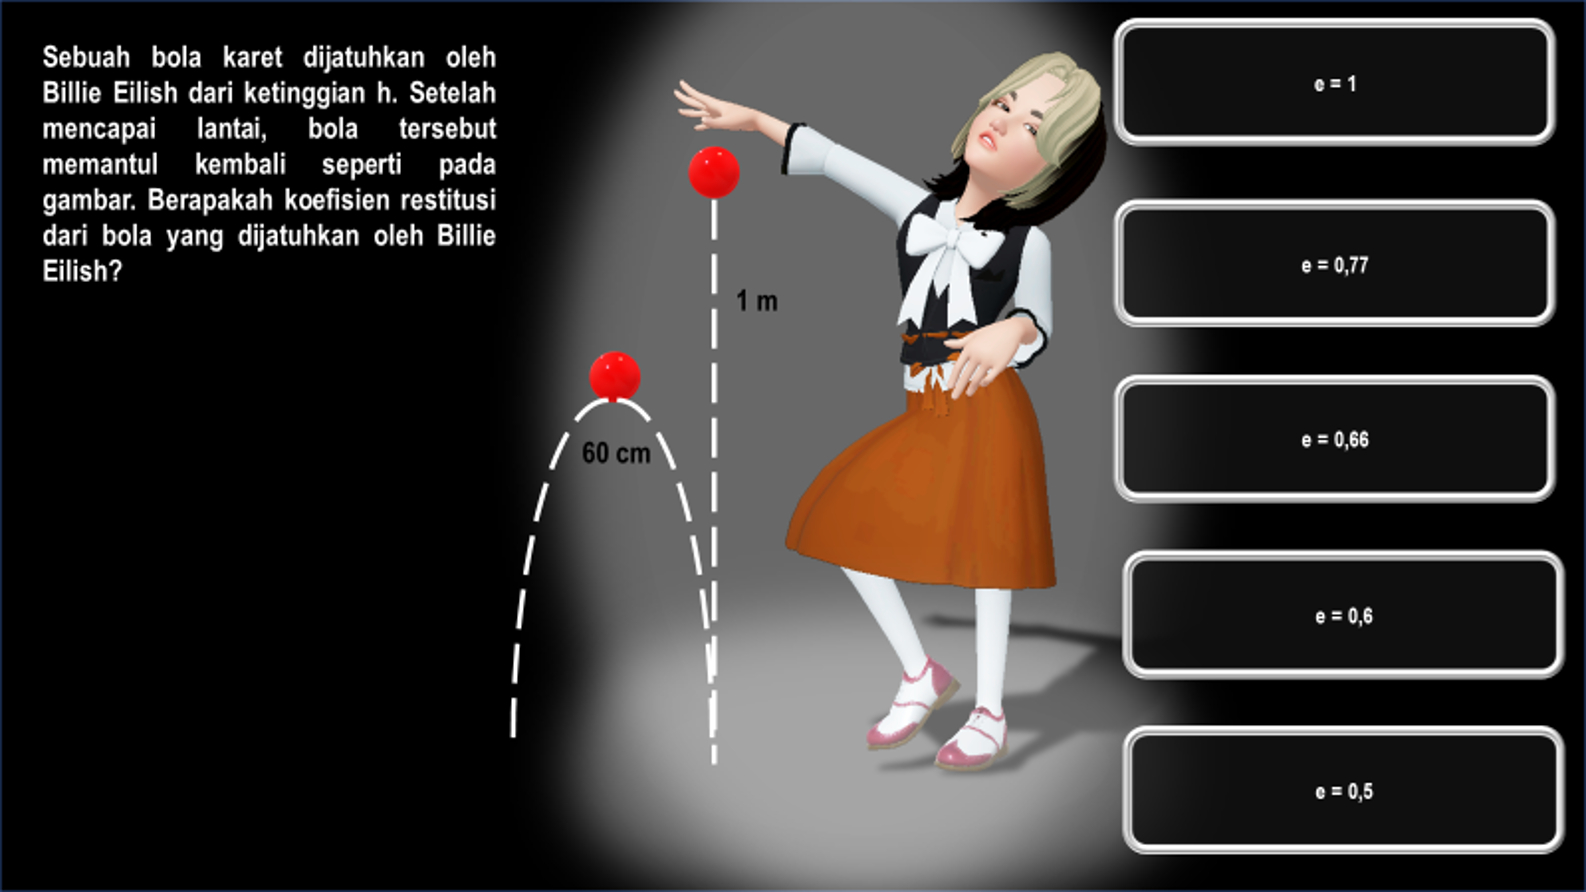 Sebuah bola karet dijatuhkan oleh
Billie Eilish dari ketinggian h. Setelah
mencapai lantai, bola tersebut
memantul kembali seperti pada
gambar. Berapakah koefisien restitusi
dari bola yang dijatuhkan oleh Billie
Eilish?
1 m
60 cm
e = 1
e = 0,77
e = 0,66
e = 0,6
e = 0,5